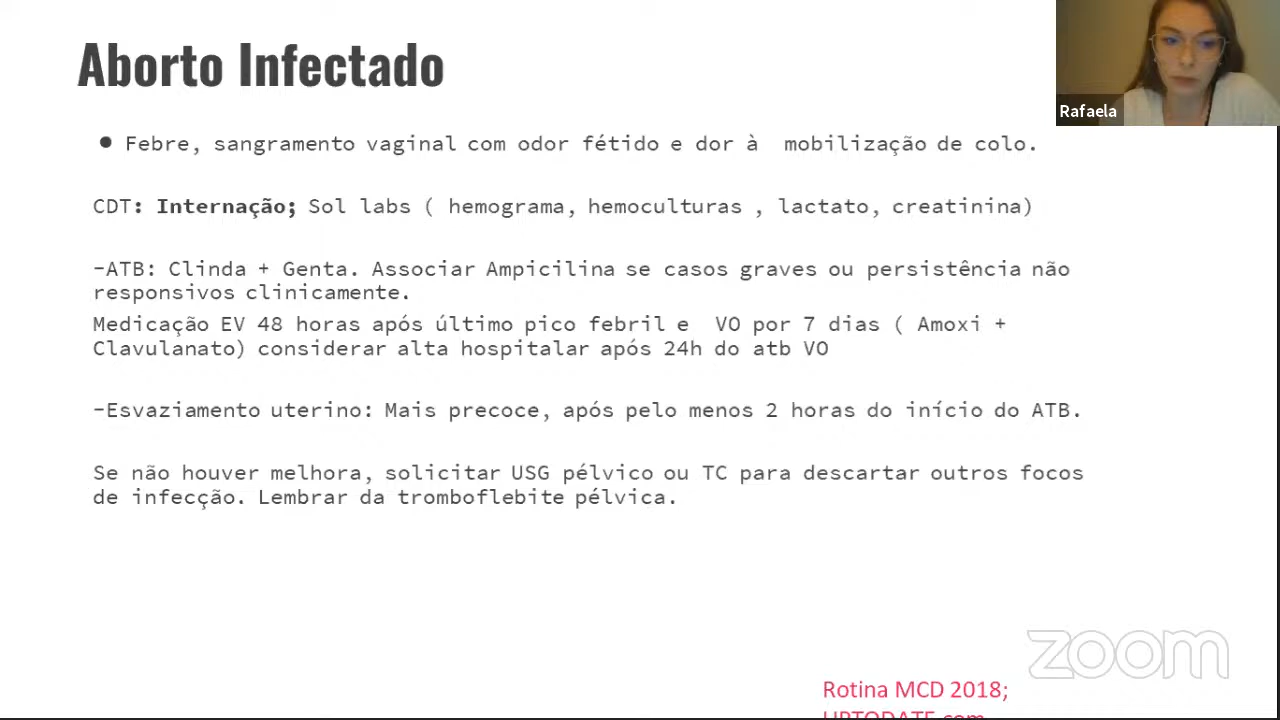 Aborto Infectado
Rafaela
● Febre, sangramento vaginal com odor fétido e dor à mobilização de colo.
CDT: Internação; Sol labs ( hemograma, hemoculturas , lactato, creatinina)
-ATB: Clinda + Genta. Associar Ampicilina se casos graves ou persistência não
responsivos clinicamente.
Medicação EV 48 horas após último pico febril e VO por 7 dias ( Amoxi +
Clavulanato) considerar alta hospitalar após 24h do atb VO
-Esvaziamento uterino: Mais precoce, após pelo menos 2 horas do início do ATB.
Se não houver melhora, solicitar USG pélvico ou TC para descartar outros focos
de infecção. Lembrar da tromboflebite pélvica.
zoom
Rotina MCD 2018;
UPTODATE.com